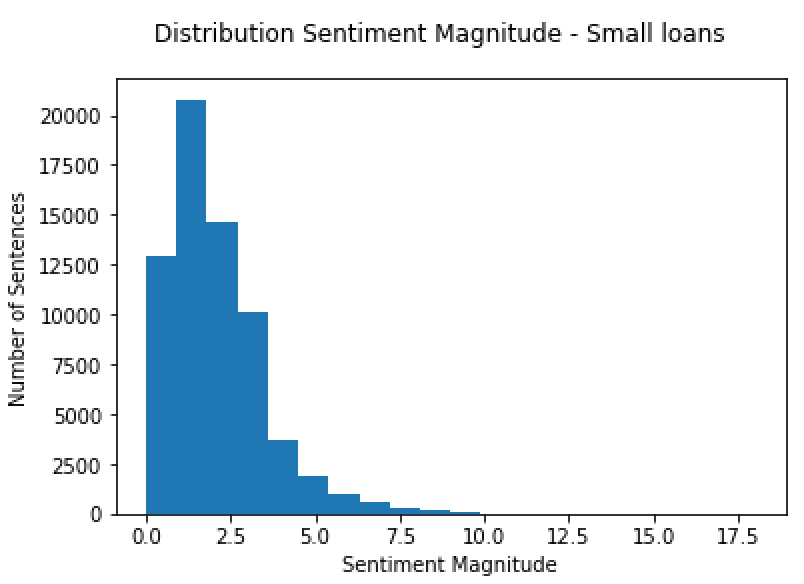 Distribution Sentiment Magnitude - Small loans
20000
17500
15000
12500
10000
7500
5000
2500
0
Number of Sentences
0.0 2.5 5.0 7.5 10.0 12.5 15.0 17.5
Sentiment Magnitude